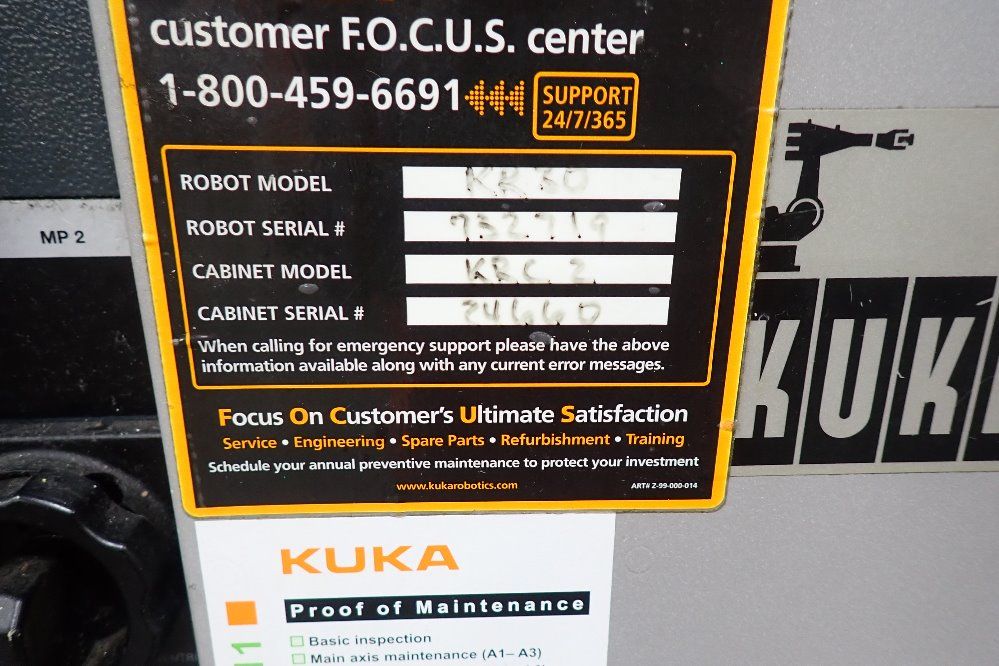 customer F.O.C.U.S. center
1-800-459-6691
SUPPORT
24/7/365
ROBOT MODEL KR 30
ROBOT SERIAL # 732719
CABINET MODEL KRC 2
CABINET SERIAL # 24660
When calling for emergency support please have the above
information available along with any current error messages.
Focus On Customer's Ultimate Satisfaction
Service • Engineering • Spare Parts • Refurbishment • Training
Schedule your annual preventive maintenance to protect your investment
www.kukarobotics.com ART# Z-99-000-014
MP 2
KUK
KUKA
Proof of Maintenance
Basic inspection
Main axis maintenance (A1– A3)